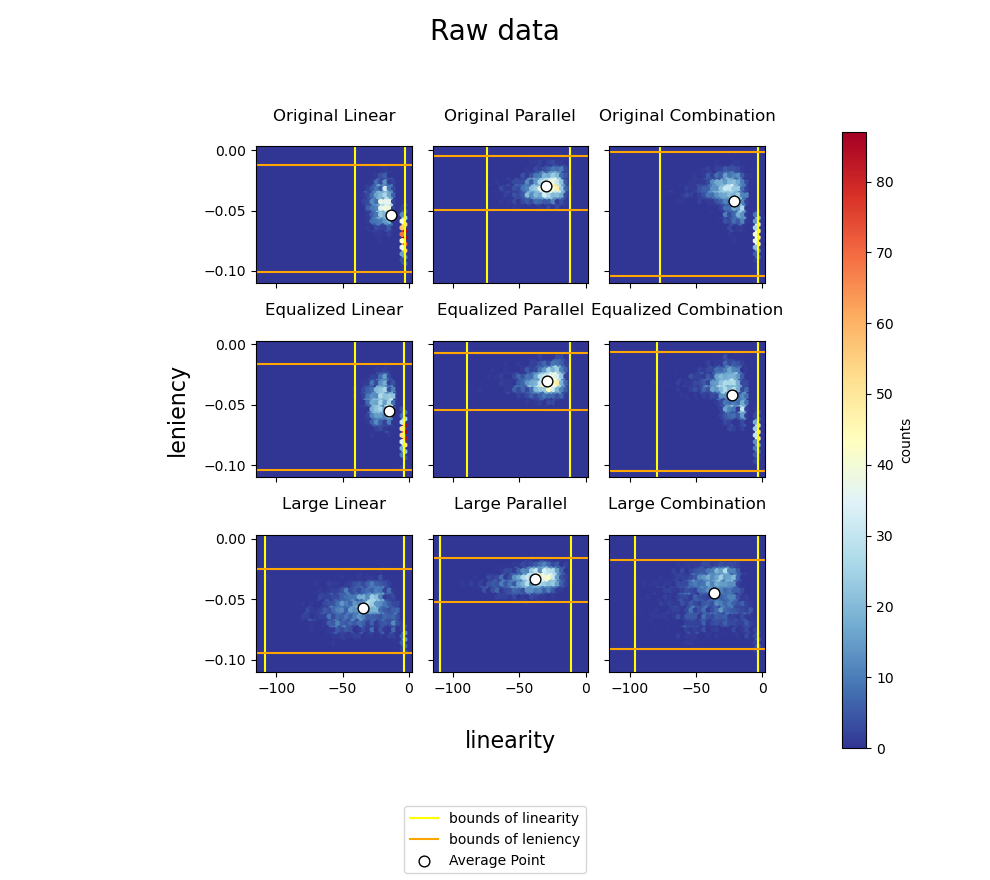 Raw data
Original Linear Original Parallel Original Combination
0.00
−0.05
−0.10
Equalized Linear Equalized Parallel Equalized Combination
0.00
−0.05
−0.10
Large Linear Large Parallel Large Combination
0.00
−0.05
−0.10
−100 −50 0 −100 −50 0 −100 −50 0
leniency
linearity
80
70
60
50
40
30
20
10
0
counts
bounds of linearity
bounds of leniency
Average Point